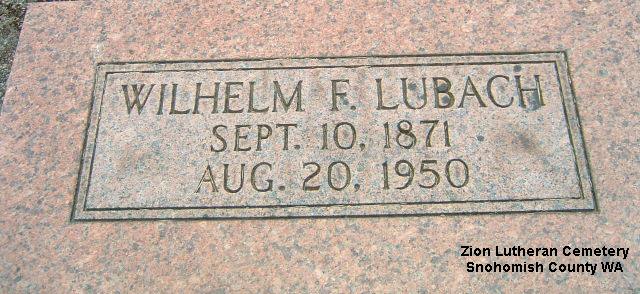 WILHELM F. LUBACH
SEPT. 10, 1871
AUG. 20, 1950
Zion Lutheran Cemetery
Snohomish County WA